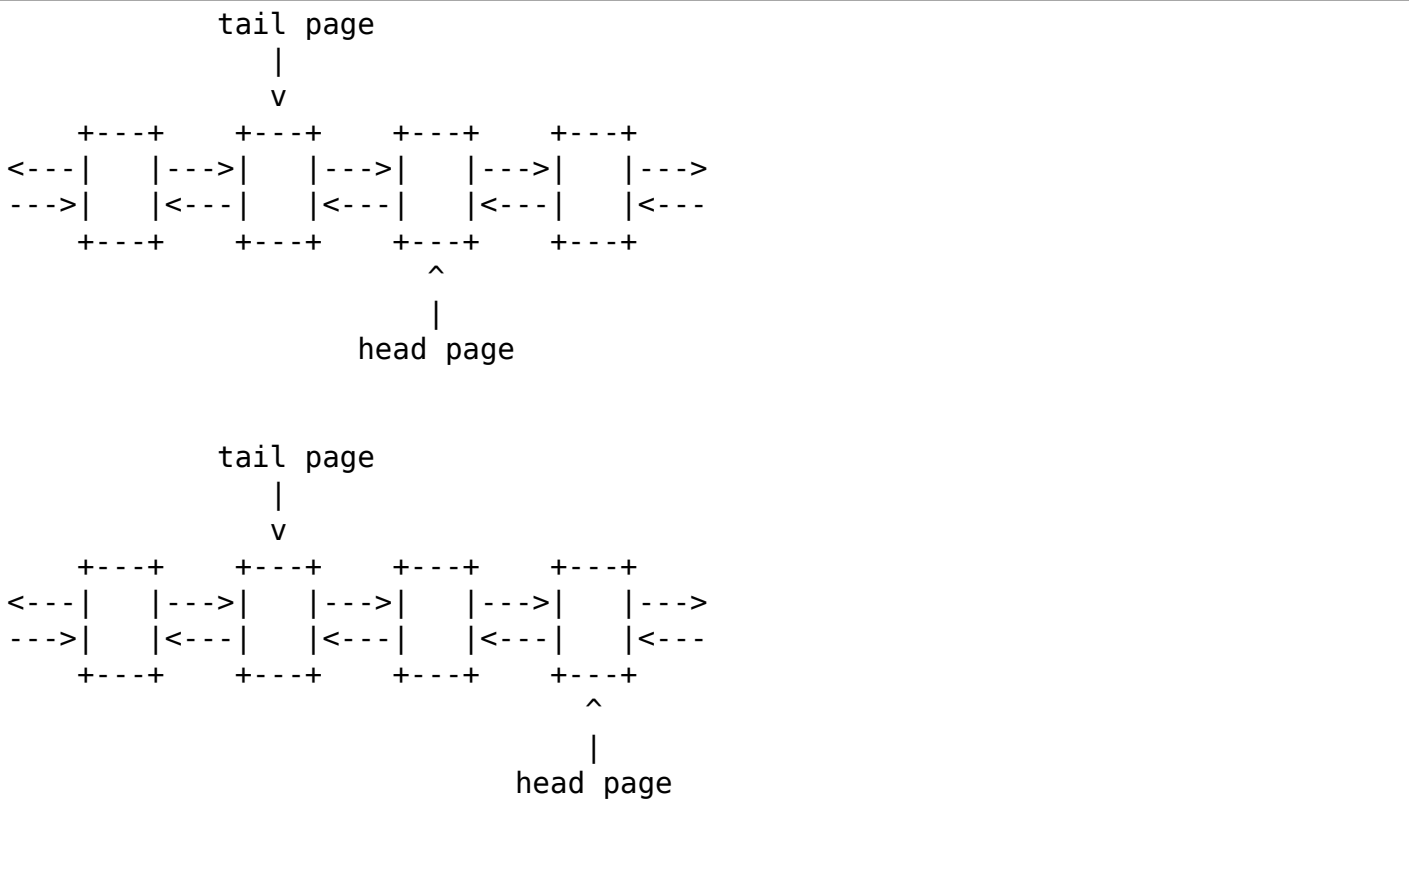 tail page
               |
               v
    +---+    +---+    +---+    +---+
<---|   |--->|   |--->|   |--->|   |--->
--->|   |<---|   |<---|   |<---|   |<---
    +---+    +---+    +---+    +---+
                        ^
                        |
                    head page


            tail page
               |
               v
    +---+    +---+    +---+    +---+
<---|   |--->|   |--->|   |--->|   |--->
--->|   |<---|   |<---|   |<---|   |<---
    +---+    +---+    +---+    +---+
                                 ^
                                 |
                             head page